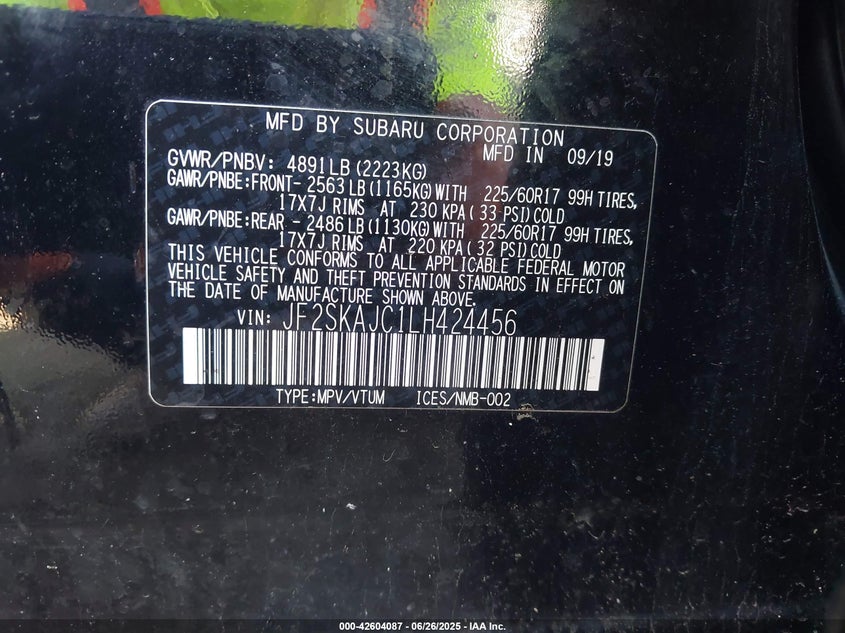 MFD BY SUBARU CORPORATION
MFD IN 09/19
GVWR/PNBV: 4891LB(2223KG)
GAWR/PNBE:FRONT- 2563LB(1165KG)WITH 225/60R17 99H TIRES,
17X7J RIMS AT 230 KPA( 33 PSI)COLD
GAWR/PNBE:REAR - 2486LB(1130KG)WITH 225/60R17 99H TIRES,
17X7J RIMS AT 220 KPA( 32 PSI)COLD
THIS VEHICLE CONFORMS TO ALL APPLICABLE FEDERAL MOTOR
VEHICLE SAFETY AND THEFT PREVENTION STANDARDS IN EFFECT ON
THE DATE OF MANUFACTURE SHOWN ABOVE.
VIN: JF2SKAJC1LH424456
TYPE:MPV/VTUM ICES/NMB-002
000-42604087 - 06/26/2025 - IAA Inc.